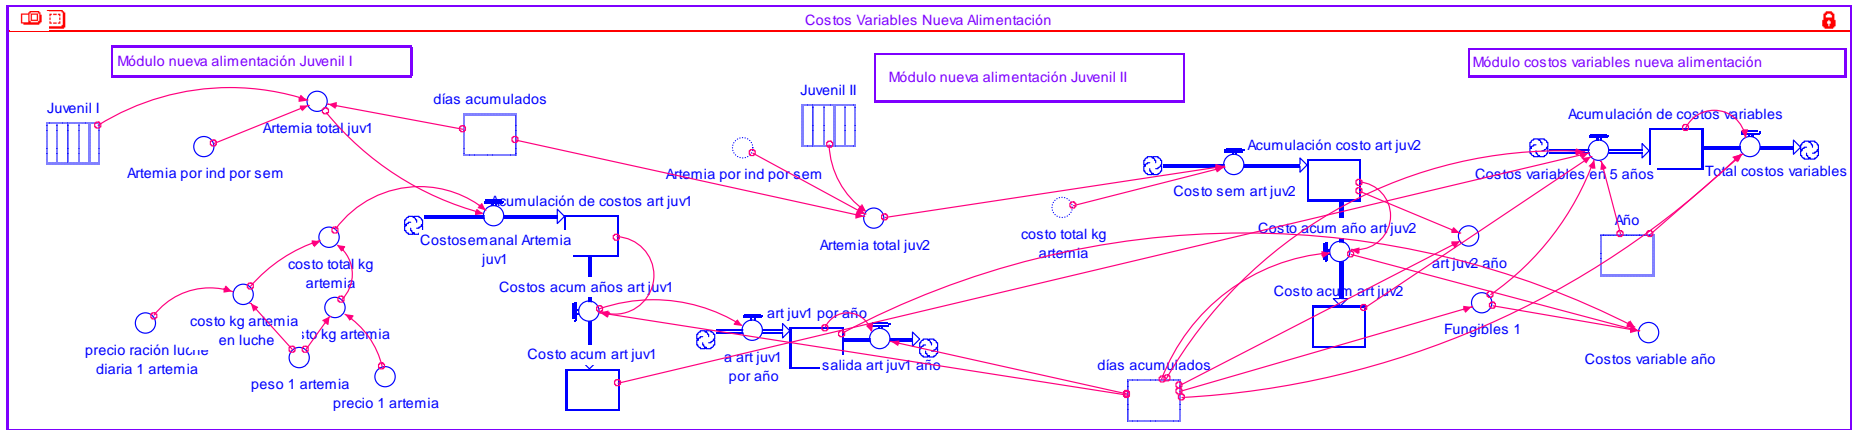 Costos Variables Nueva Alimentación
Módulo nueva alimentación Juvenil I
Módulo nueva alimentación Juvenil II
Módulo costos variables nueva alimentación
Juvenil I
Artemia total juv1
días acumulados
Artemia por ind por sem
Juvenil II
Artemia por ind por sem
Artemia total juv2
Acumulación costo art juv2
Costo sem art juv2
costo total kg
artemia
Acumulación de costos variables
Costos variables en 5 años
Total costos variables
Año
Acumulación de costos art juv1
Costosemanal Artemia
juv1
costo total kg
artemia
Costos acum años art juv1
costo kg artemia
en luche
kg artemia
precio ración
diaria 1 artemia
peso 1 artemia
precio 1 artemia
Costo acum art juv1
art juv1 por año
a art juv1
por año
salida art juv1 año
Costo acum año art juv2
art juv2 año
Costo acum art juv2
Fungibles 1
Costos variable año
días acumulados